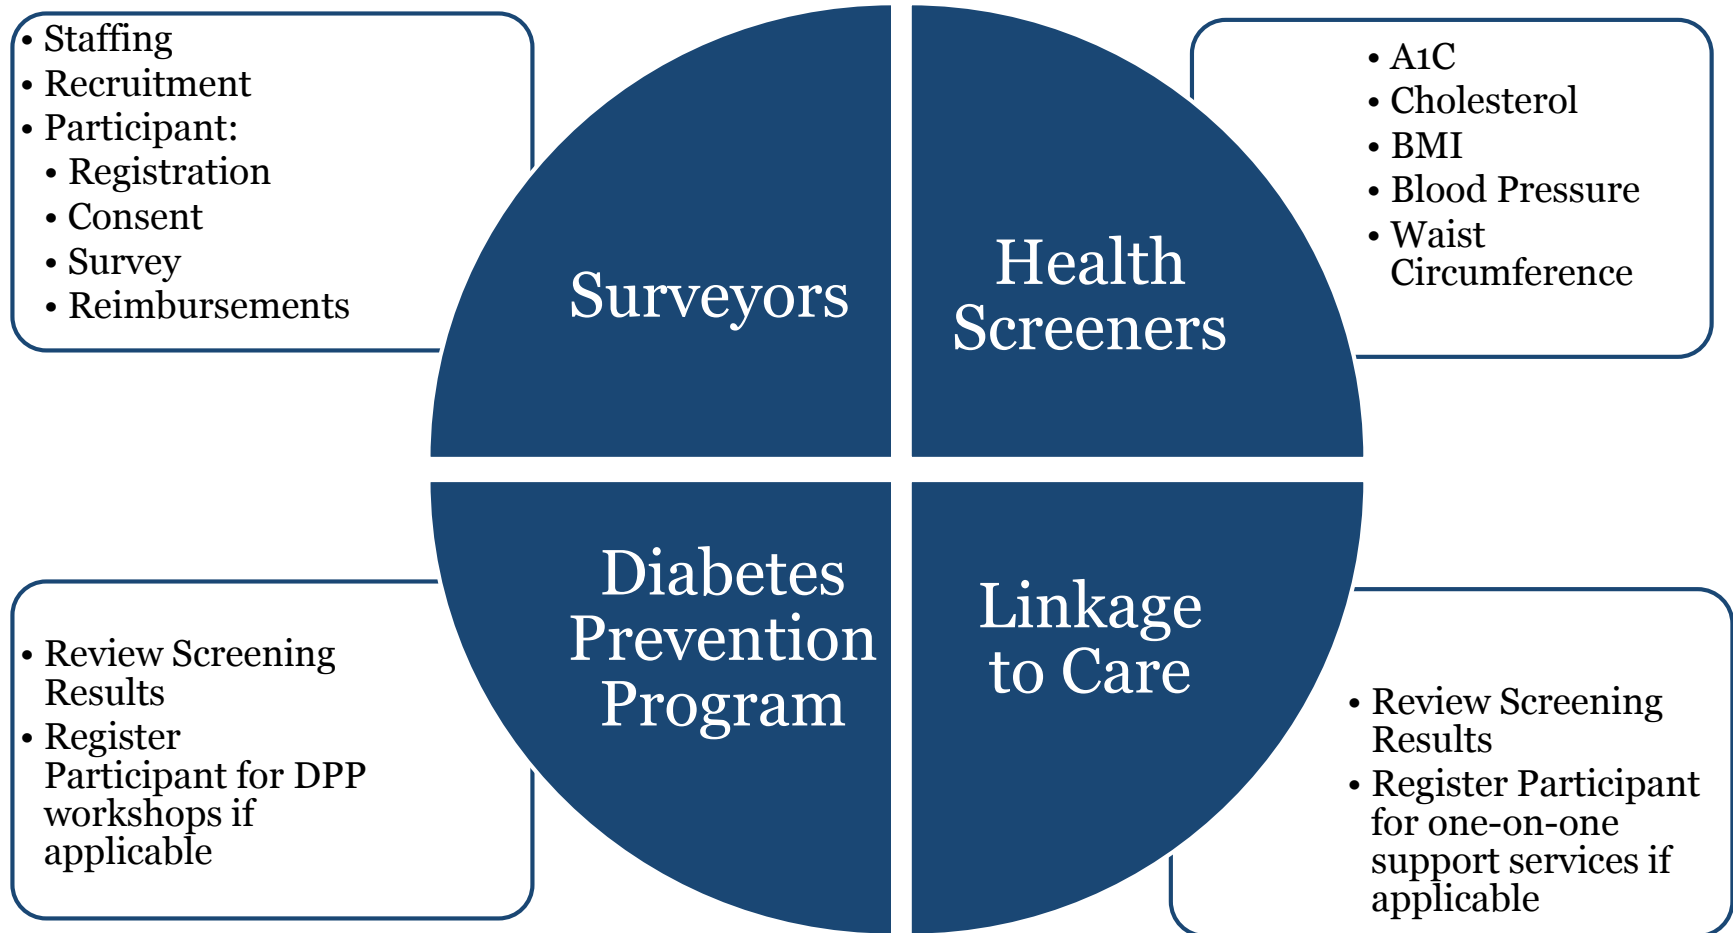 • Staffing
• Recruitment
• Participant:
• Registration
• Consent
• Survey
• Reimbursements
Surveyors
Health
Screeners
• A1C
• Cholesterol
• BMI
• Blood Pressure
• Waist
Circumference
• Review Screening
Results
• Register
Participant for DPP
workshops if
applicable
Diabetes
Prevention
Program
Linkage
to Care
• Review Screening
Results
• Register Participant
for one-on-one
support services if
applicable